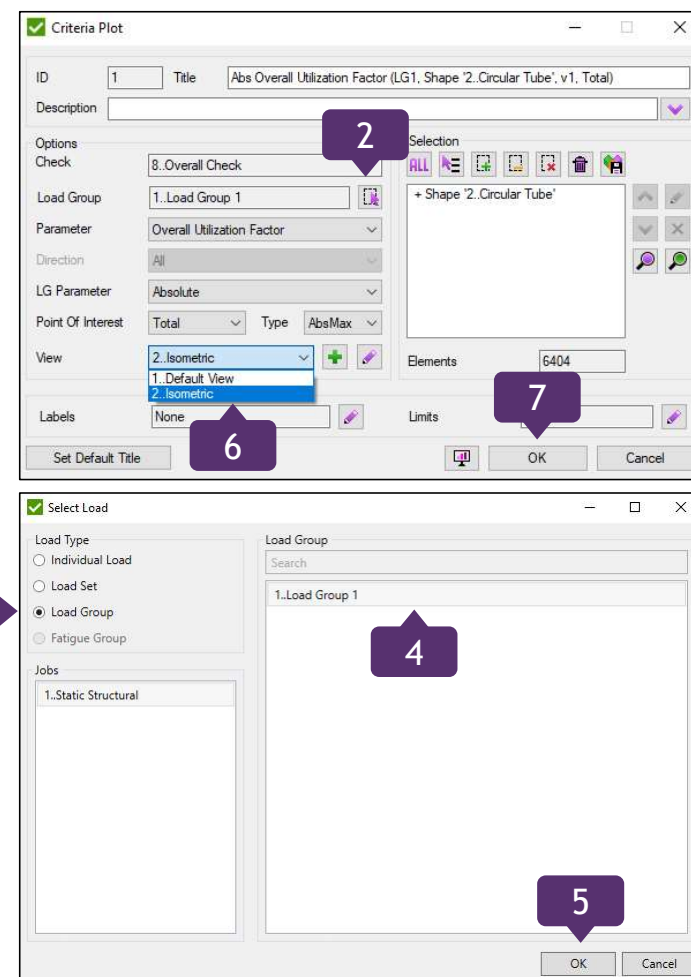 Criteria Plot
ID 1 Title Abs Overall Utilization Factor (LG1, Shape '2..Circular Tube', v1, Total)
Description
2
Options
Check 8..Overall Check
Load Group 1..Load Group 1
Parameter Overall Utilization Factor
Direction All
LG Parameter Absolute
Point Of Interest Total Type AbsMax
View 2..Isometric
1..Default View
2..Isometric
Selection
ALL
+ Shape '2..Circular Tube'
Elements 6404
7
6
Labels None
Limits
Set Default Title OK Cancel
Select Load
Load Type
Individual Load
Load Set
Load Group
Fatigue Group
Jobs
1..Static Structural
Load Group
Search
1..Load Group 1
4
5
OK Cancel